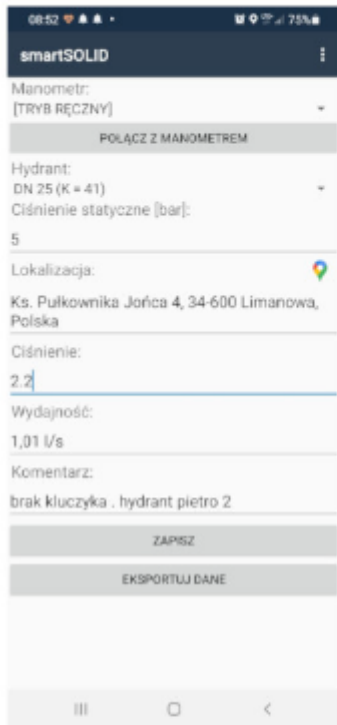 08:52
75%
smartSOLID
Manometr:
[TRYB RĘCZNY]
POŁĄCZ Z MANOMETREM
Hydrant:
DN 25 (K = 41)
Ciśnienie statyczne [bar]:
5
Lokalizacja:
Ks. Pułkownika Jońca 4, 34-600 Limanowa,
Polska
Ciśnienie:
2.2
Wydajność:
1,01 l/s
Komentarz:
brak kluczyka . hydrant pietro 2
ZAPISZ
EKSPORTUJ DANE